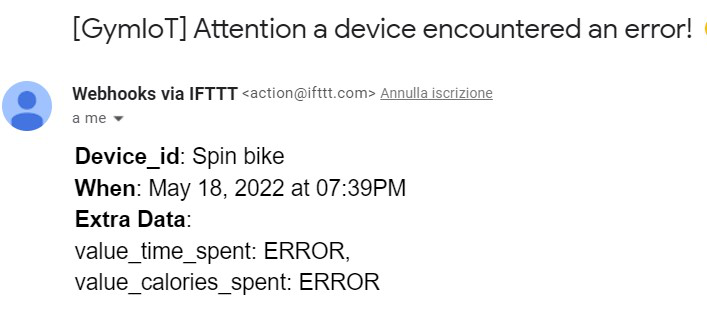 [GymIoT] Attention a device encountered an error!
Webhooks via IFTTT <action@ifttt.com> Annulla iscrizione
a me
Device_id: Spin bike
When: May 18, 2022 at 07:39PM
Extra Data:
value_time_spent: ERROR,
value_calories_spent: ERROR